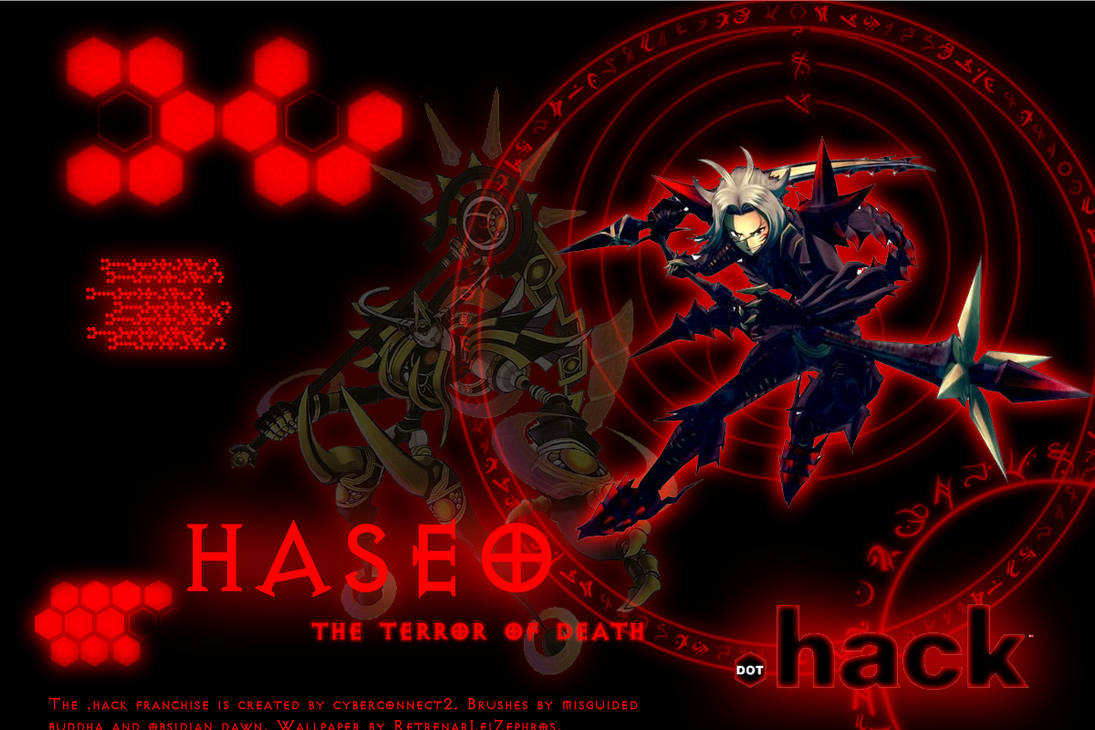 HASEO
THE TERROR OF DEATH
DOT
.hack
The .hack franchise is created by cyberconnect2. Brushes by misguided
buddha and obsidian dawn. Wallpaper by RetrenarLeiZephros.